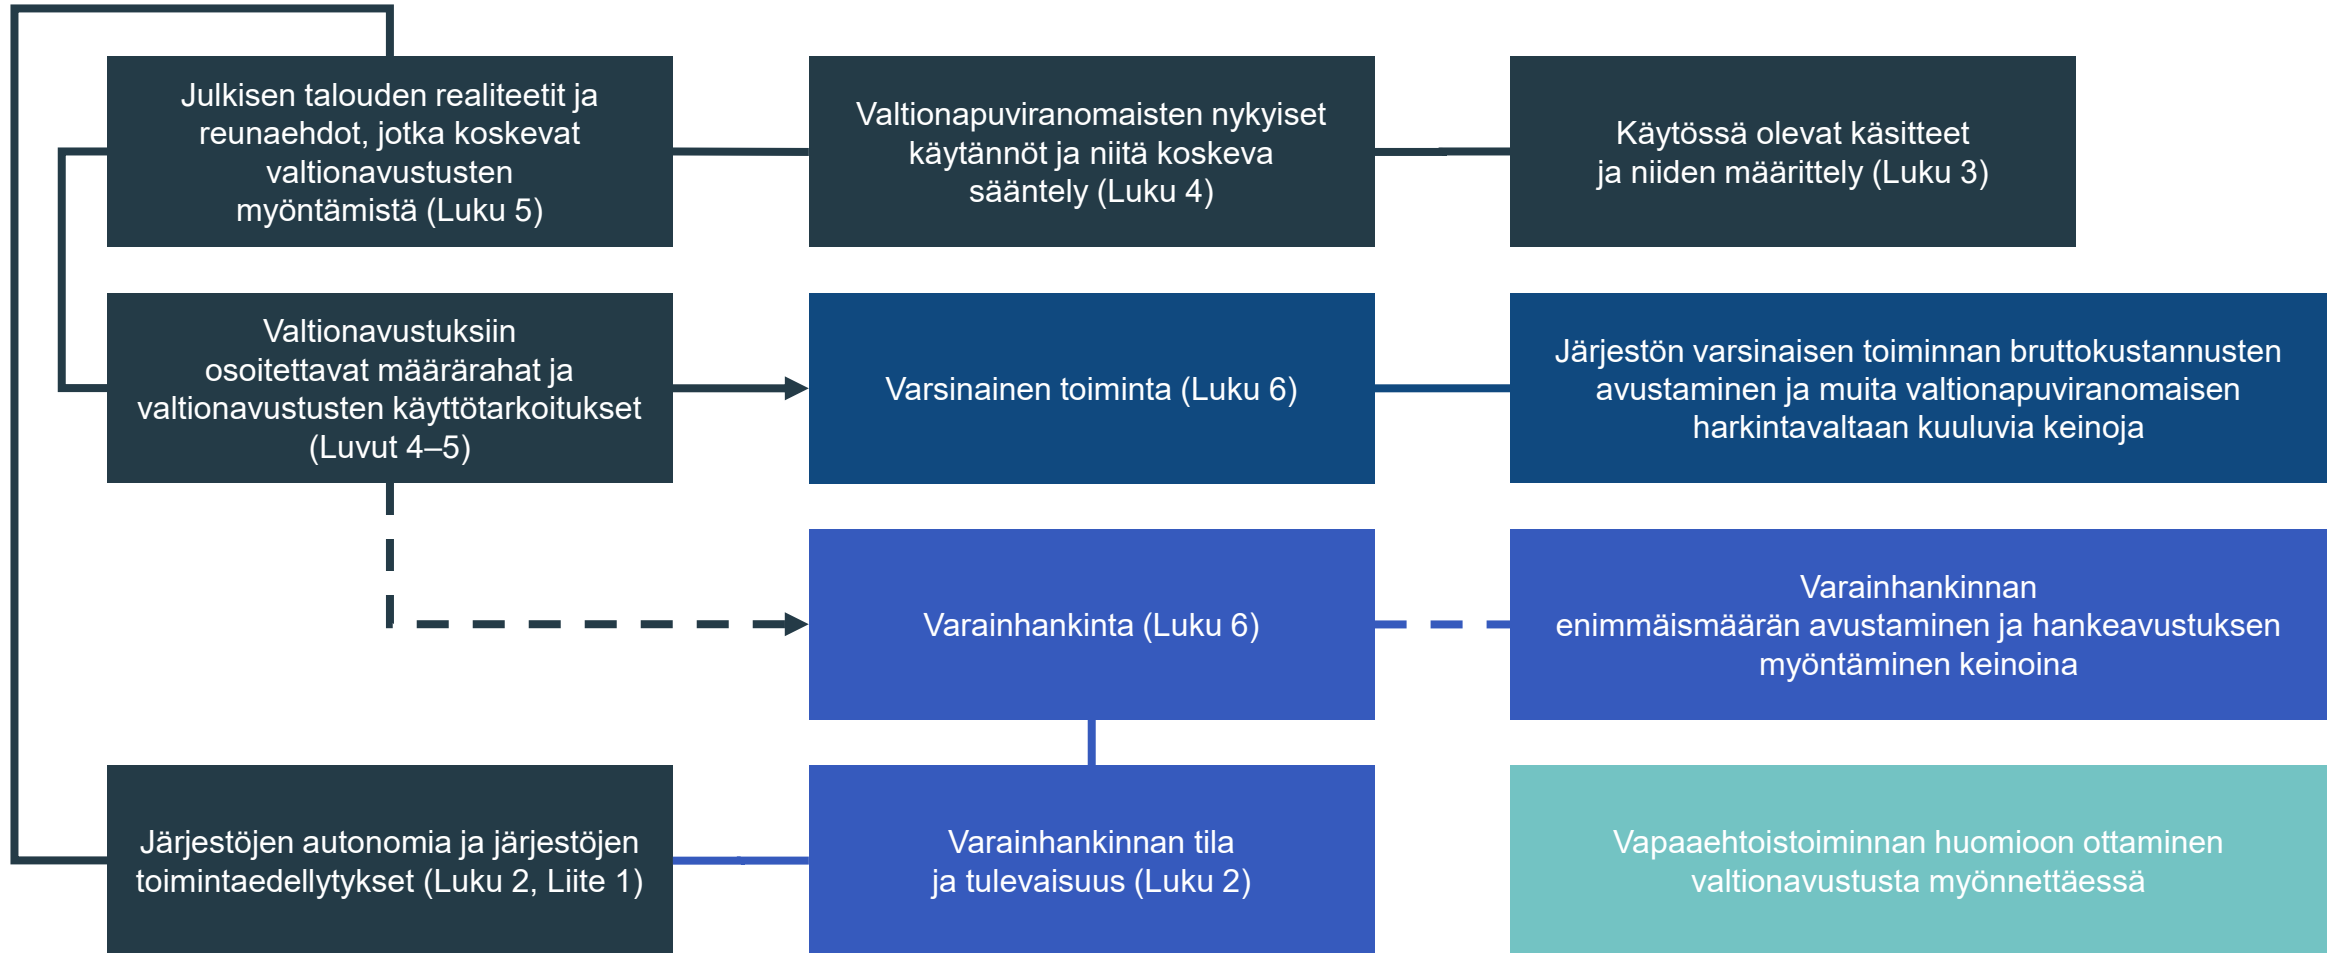 Julkisen talouden realiteetit ja
reunaehdot, jotka koskevat
valtionavustusten
myöntämistä (Luku 5)
Valtionapuviranomaisten nykyiset
käytännöt ja niitä koskeva
sääntely (Luku 4)
Käytössä olevat käsitteet
ja niiden määrittely (Luku 3)
Valtionavustuksiin
osoitettavat määrärahat ja
valtionavustusten käyttötarkoitukset
(Luvut 4–5)
Varsinainen toiminta (Luku 6)
Järjestön varsinaisen toiminnan bruttokustannusten
avustaminen ja muita valtionapuviranomaisen
harkintavaltaan kuuluvia keinoja
Varainhankinta (Luku 6)
Varainhankinnan
enimmäismäärän avustaminen ja hankeavustuksen
myöntäminen keinoina
Järjestöjen autonomia ja järjestöjen
toimintaedellytykset (Luku 2, Liite 1)
Varainhankinnan tila
ja tulevaisuus (Luku 2)
Vapaaehtoistoiminnan huomioon ottaminen
valtionavustusta myönnettäessä